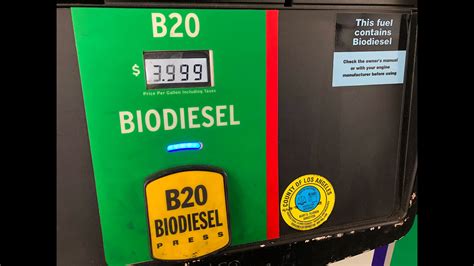 B20
$ 3.999
Price Per Gallon Including Taxes
BIODIESEL
B20
BIODIESEL
PRESS
This fuel
contains
Biodiesel
Check the owner's manual
or with your engine
manufacturer before using
COUNTY OF LOS ANGELES